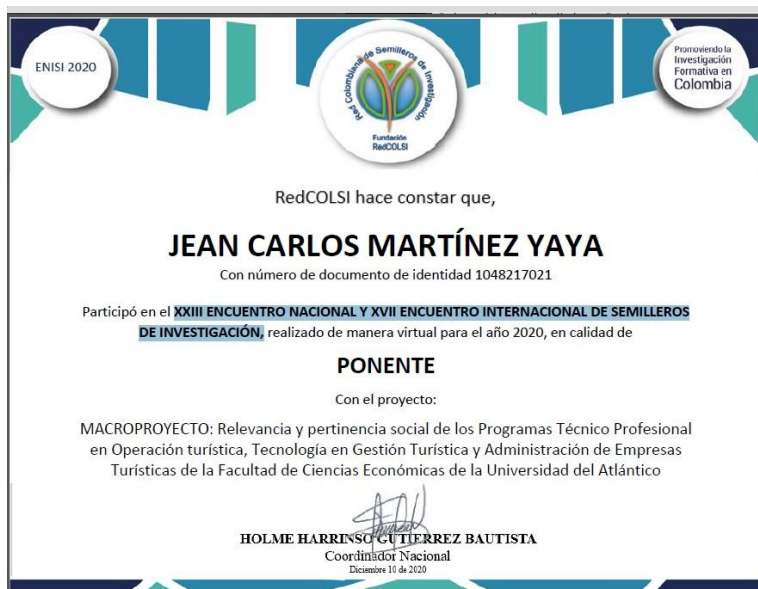 ENISI 2020
Red Colombiana de Semilleros de Investigación
Fundación
RedCOLSI
Promoviendo la
Investigación
Formativa en
Colombia
RedCOLSI hace constar que,
JEAN CARLOS MARTÍNEZ YAYA
Con número de documento de identidad 1048217021
Participó en el XXIII ENCUENTRO NACIONAL Y XVII ENCUENTRO INTERNACIONAL DE SEMILLEROS
DE INVESTIGACIÓN, realizado de manera virtual para el año 2020, en calidad de
PONENTE
Con el proyecto:
MACROPROYECTO: Relevancia y pertinencia social de los Programas Técnico Profesional
en Operación turística, Tecnología en Gestión Turística y Administración de Empresas
Turísticas de la Facultad de Ciencias Económicas de la Universidad del Atlántico
HOLME HARRINSO GUTIERREZ BAUTISTA
Coordinador Nacional
Diciembre 10 de 2020